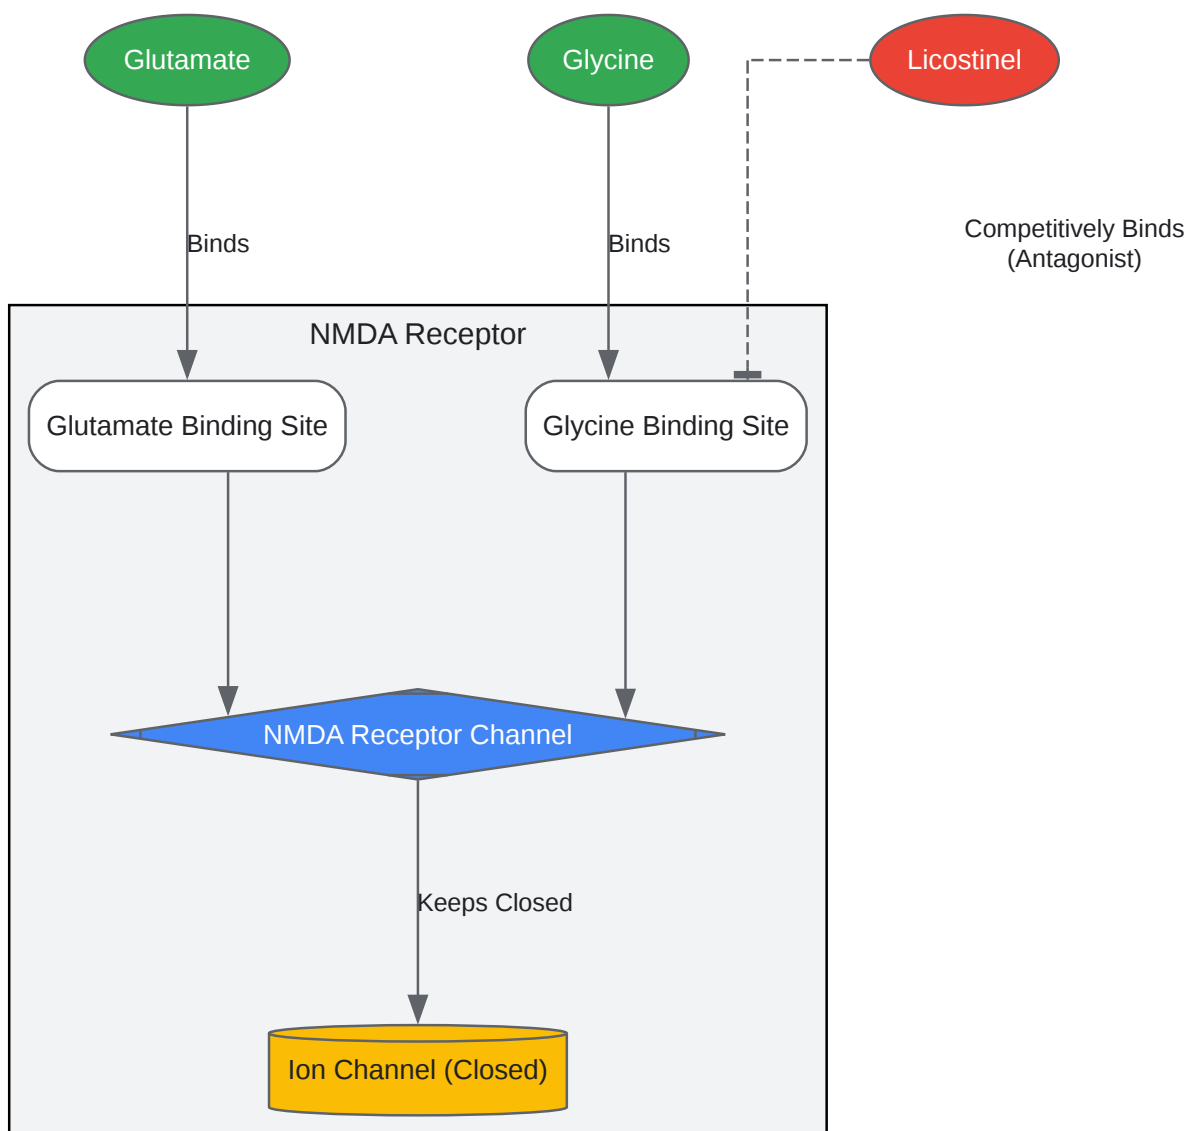 Glutamate
Glycine
Licostinel
Binds
Binds
Competitively Binds
(Antagonist)
NMDA Receptor
Glutamate Binding Site
Glycine Binding Site
NMDA Receptor Channel
Keeps Closed
Ion Channel (Closed)